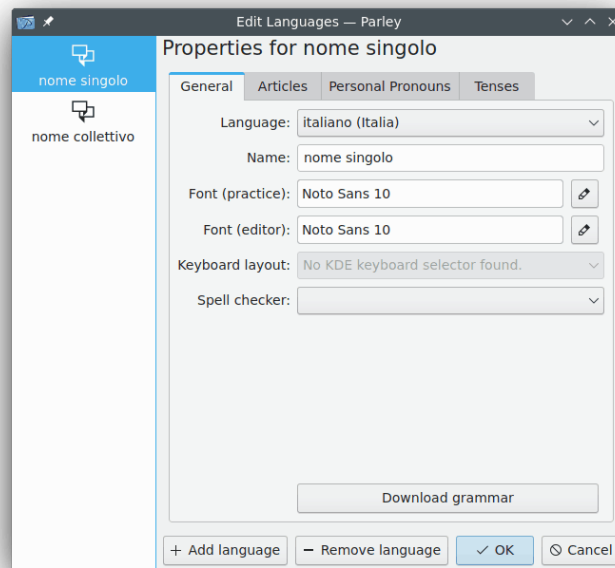 Edit Languages — Parley
nome singolo
nome collettivo
Properties for nome singolo
General Articles Personal Pronouns Tenses
Language: italiano (Italia)
Name: nome singolo
Font (practice): Noto Sans 10
Font (editor): Noto Sans 10
Keyboard layout: No KDE keyboard selector found.
Spell checker:
Download grammar
+ Add language − Remove language OK Cancel